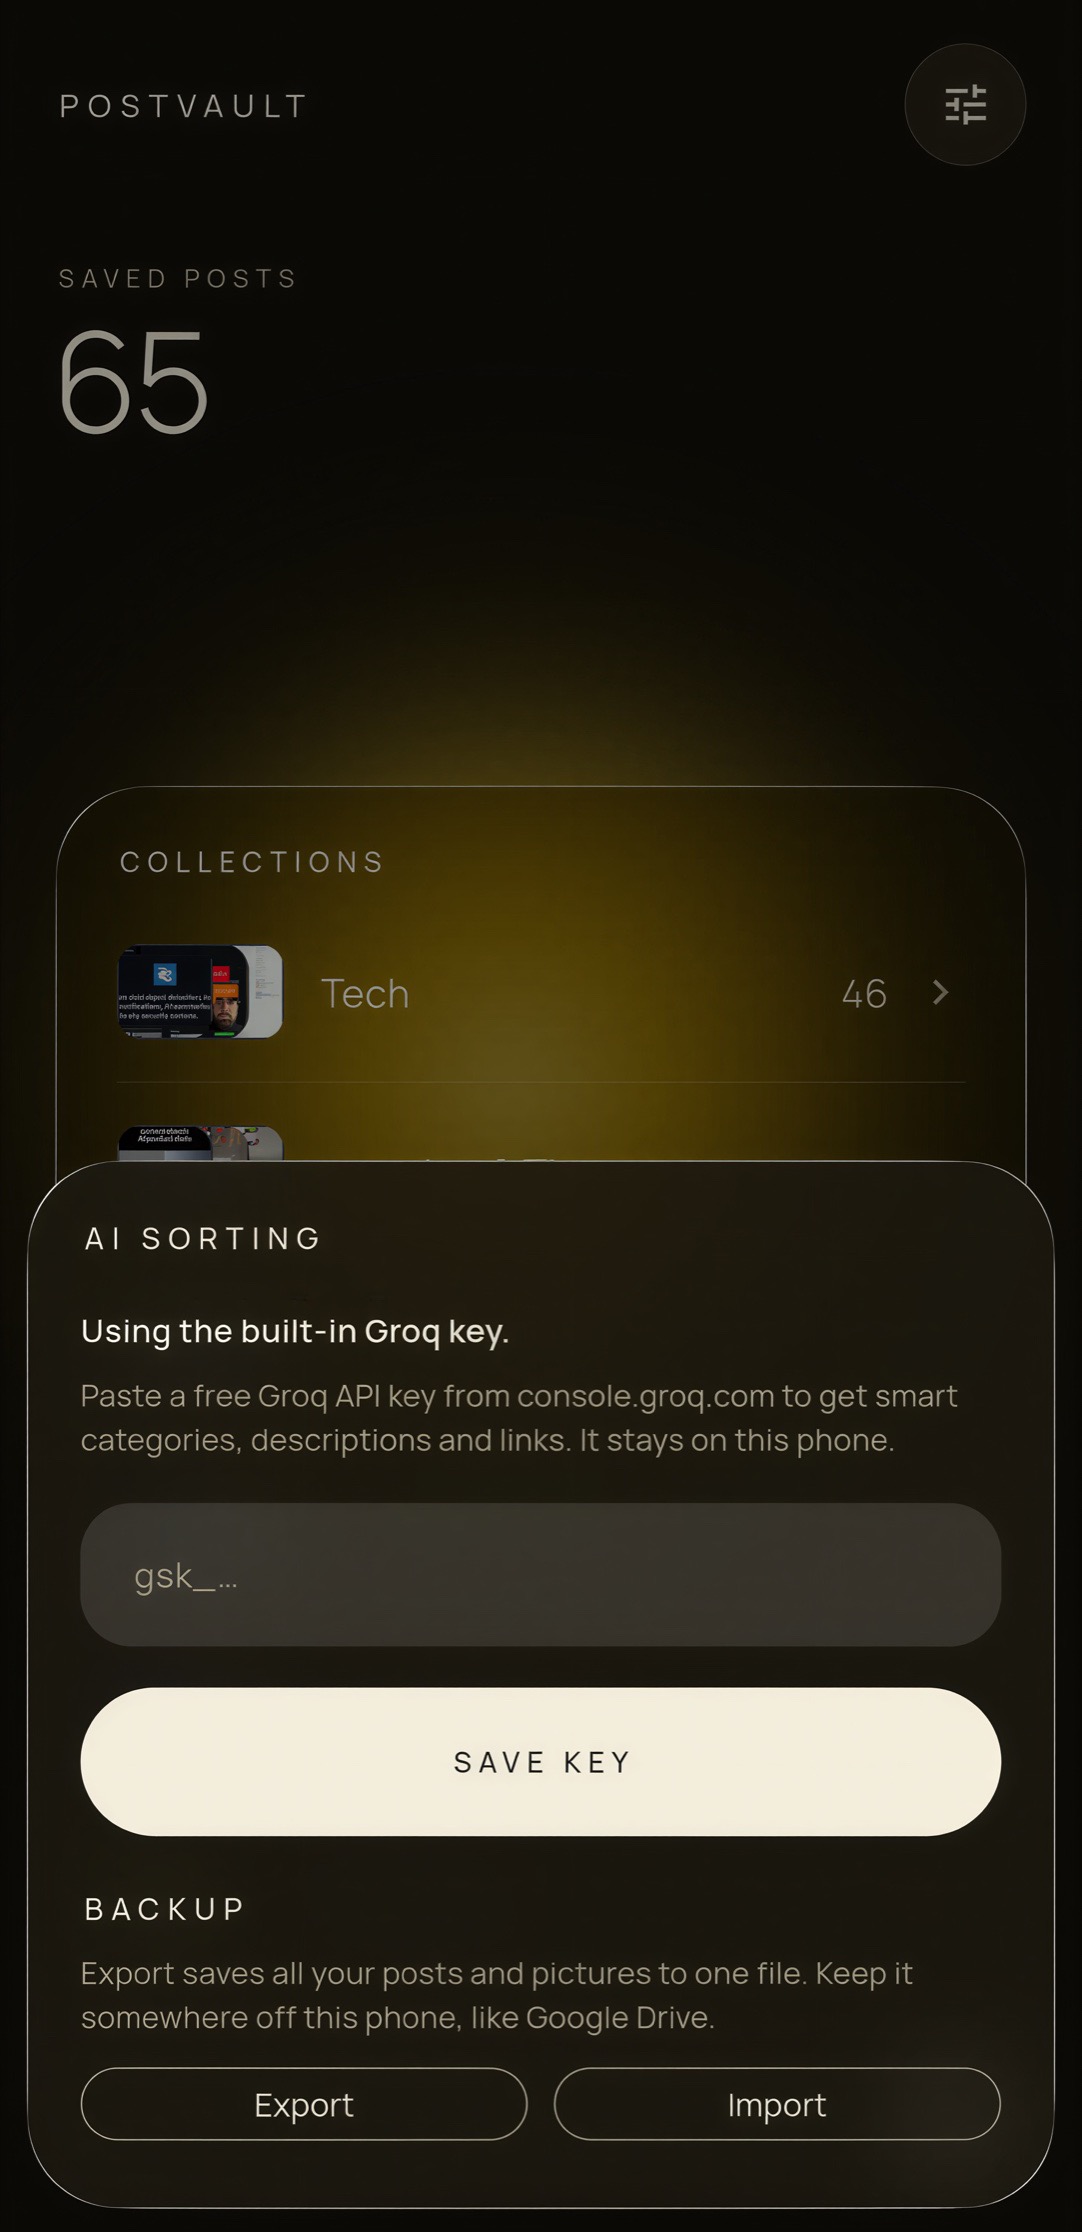 POSTVAULT
SAVED POSTS
65
COLLECTIONS
Tech
46
AI SORTING
Using the built-in Groq key.
Paste a free Groq API key from console.groq.com to get smart
categories, descriptions and links. It stays on this phone.
gsk_...
SAVE KEY
BACKUP
Export saves all your posts and pictures to one file. Keep it
somewhere off this phone, like Google Drive.
Export
Import